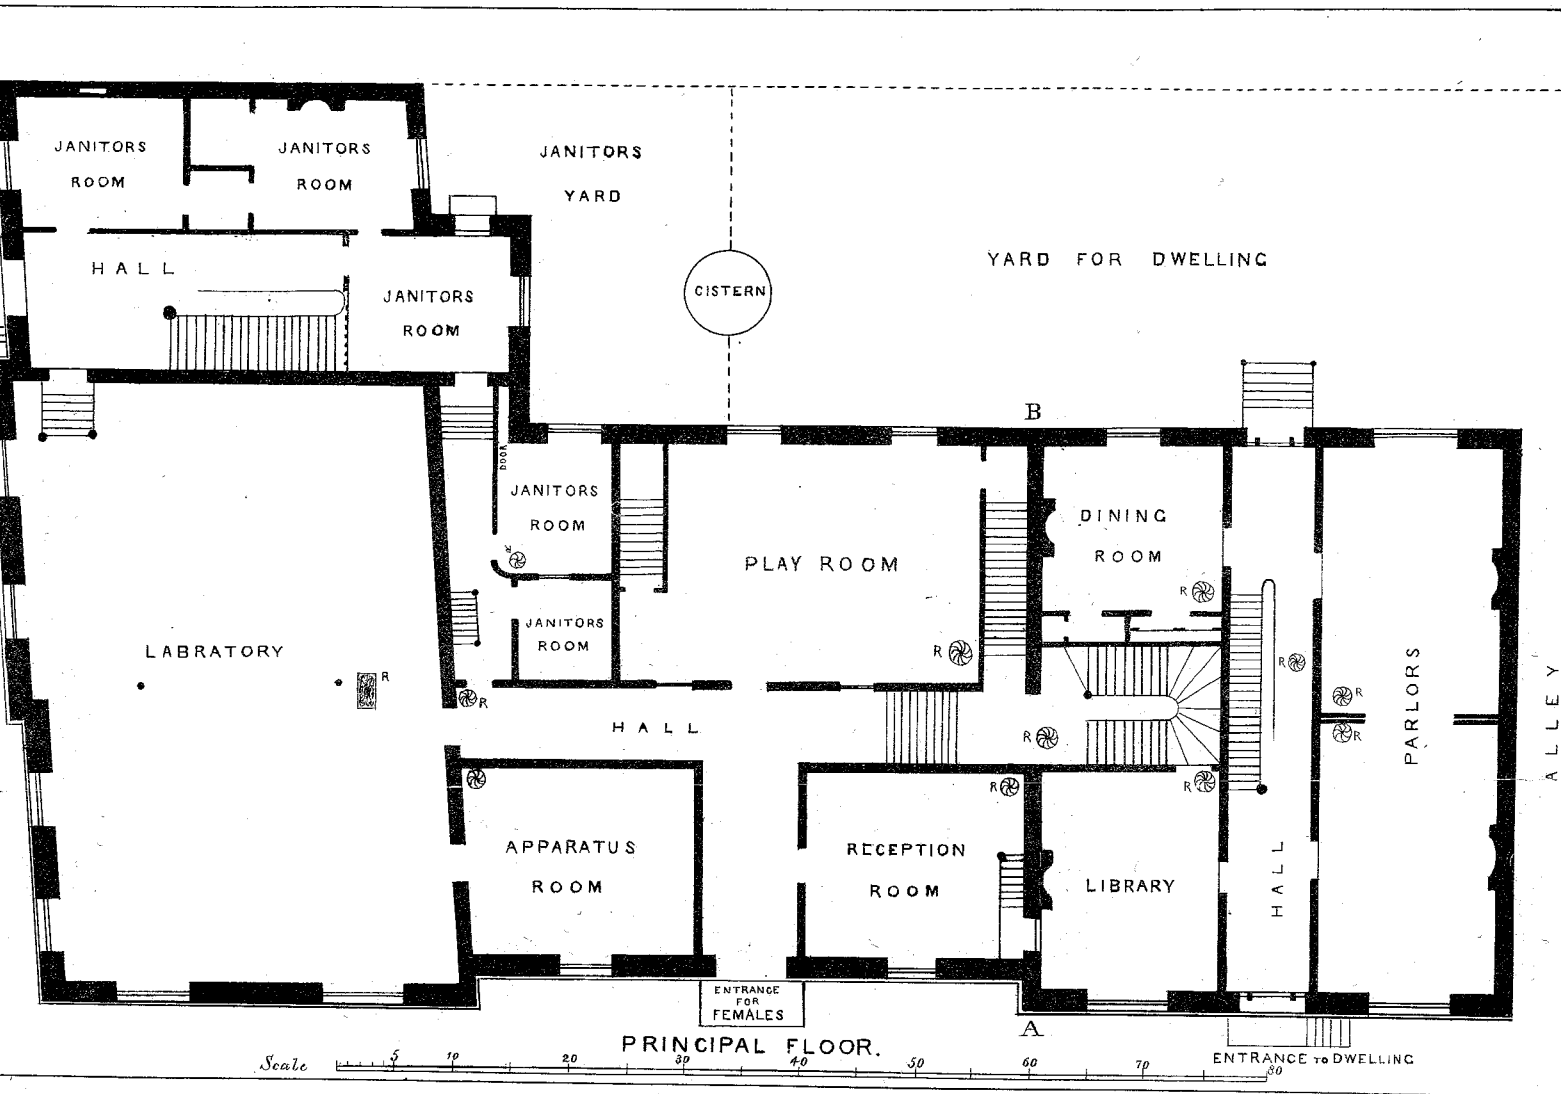 JANITORS
ROOM
JANITORS
ROOM
JANITORS
YARD
HALL
JANITORS
ROOM
CISTERN
YARD FOR DWELLING
B
DOOR
JANITORS
ROOM
R
PLAY ROOM
DINING
ROOM
R
JANITORS
ROOM
LABRATORY
R
R
R
R
HALL
R
R
R
PARLORS
ALLEY
R
R
APPARATUS
ROOM
RECEPTION
ROOM
LIBRARY
HALL
ENTRANCE
FOR
FEMALES
A
PRINCIPAL FLOOR.
ENTRANCE TO DWELLING
Scale 5 10 20 30 40 50 60 70 80